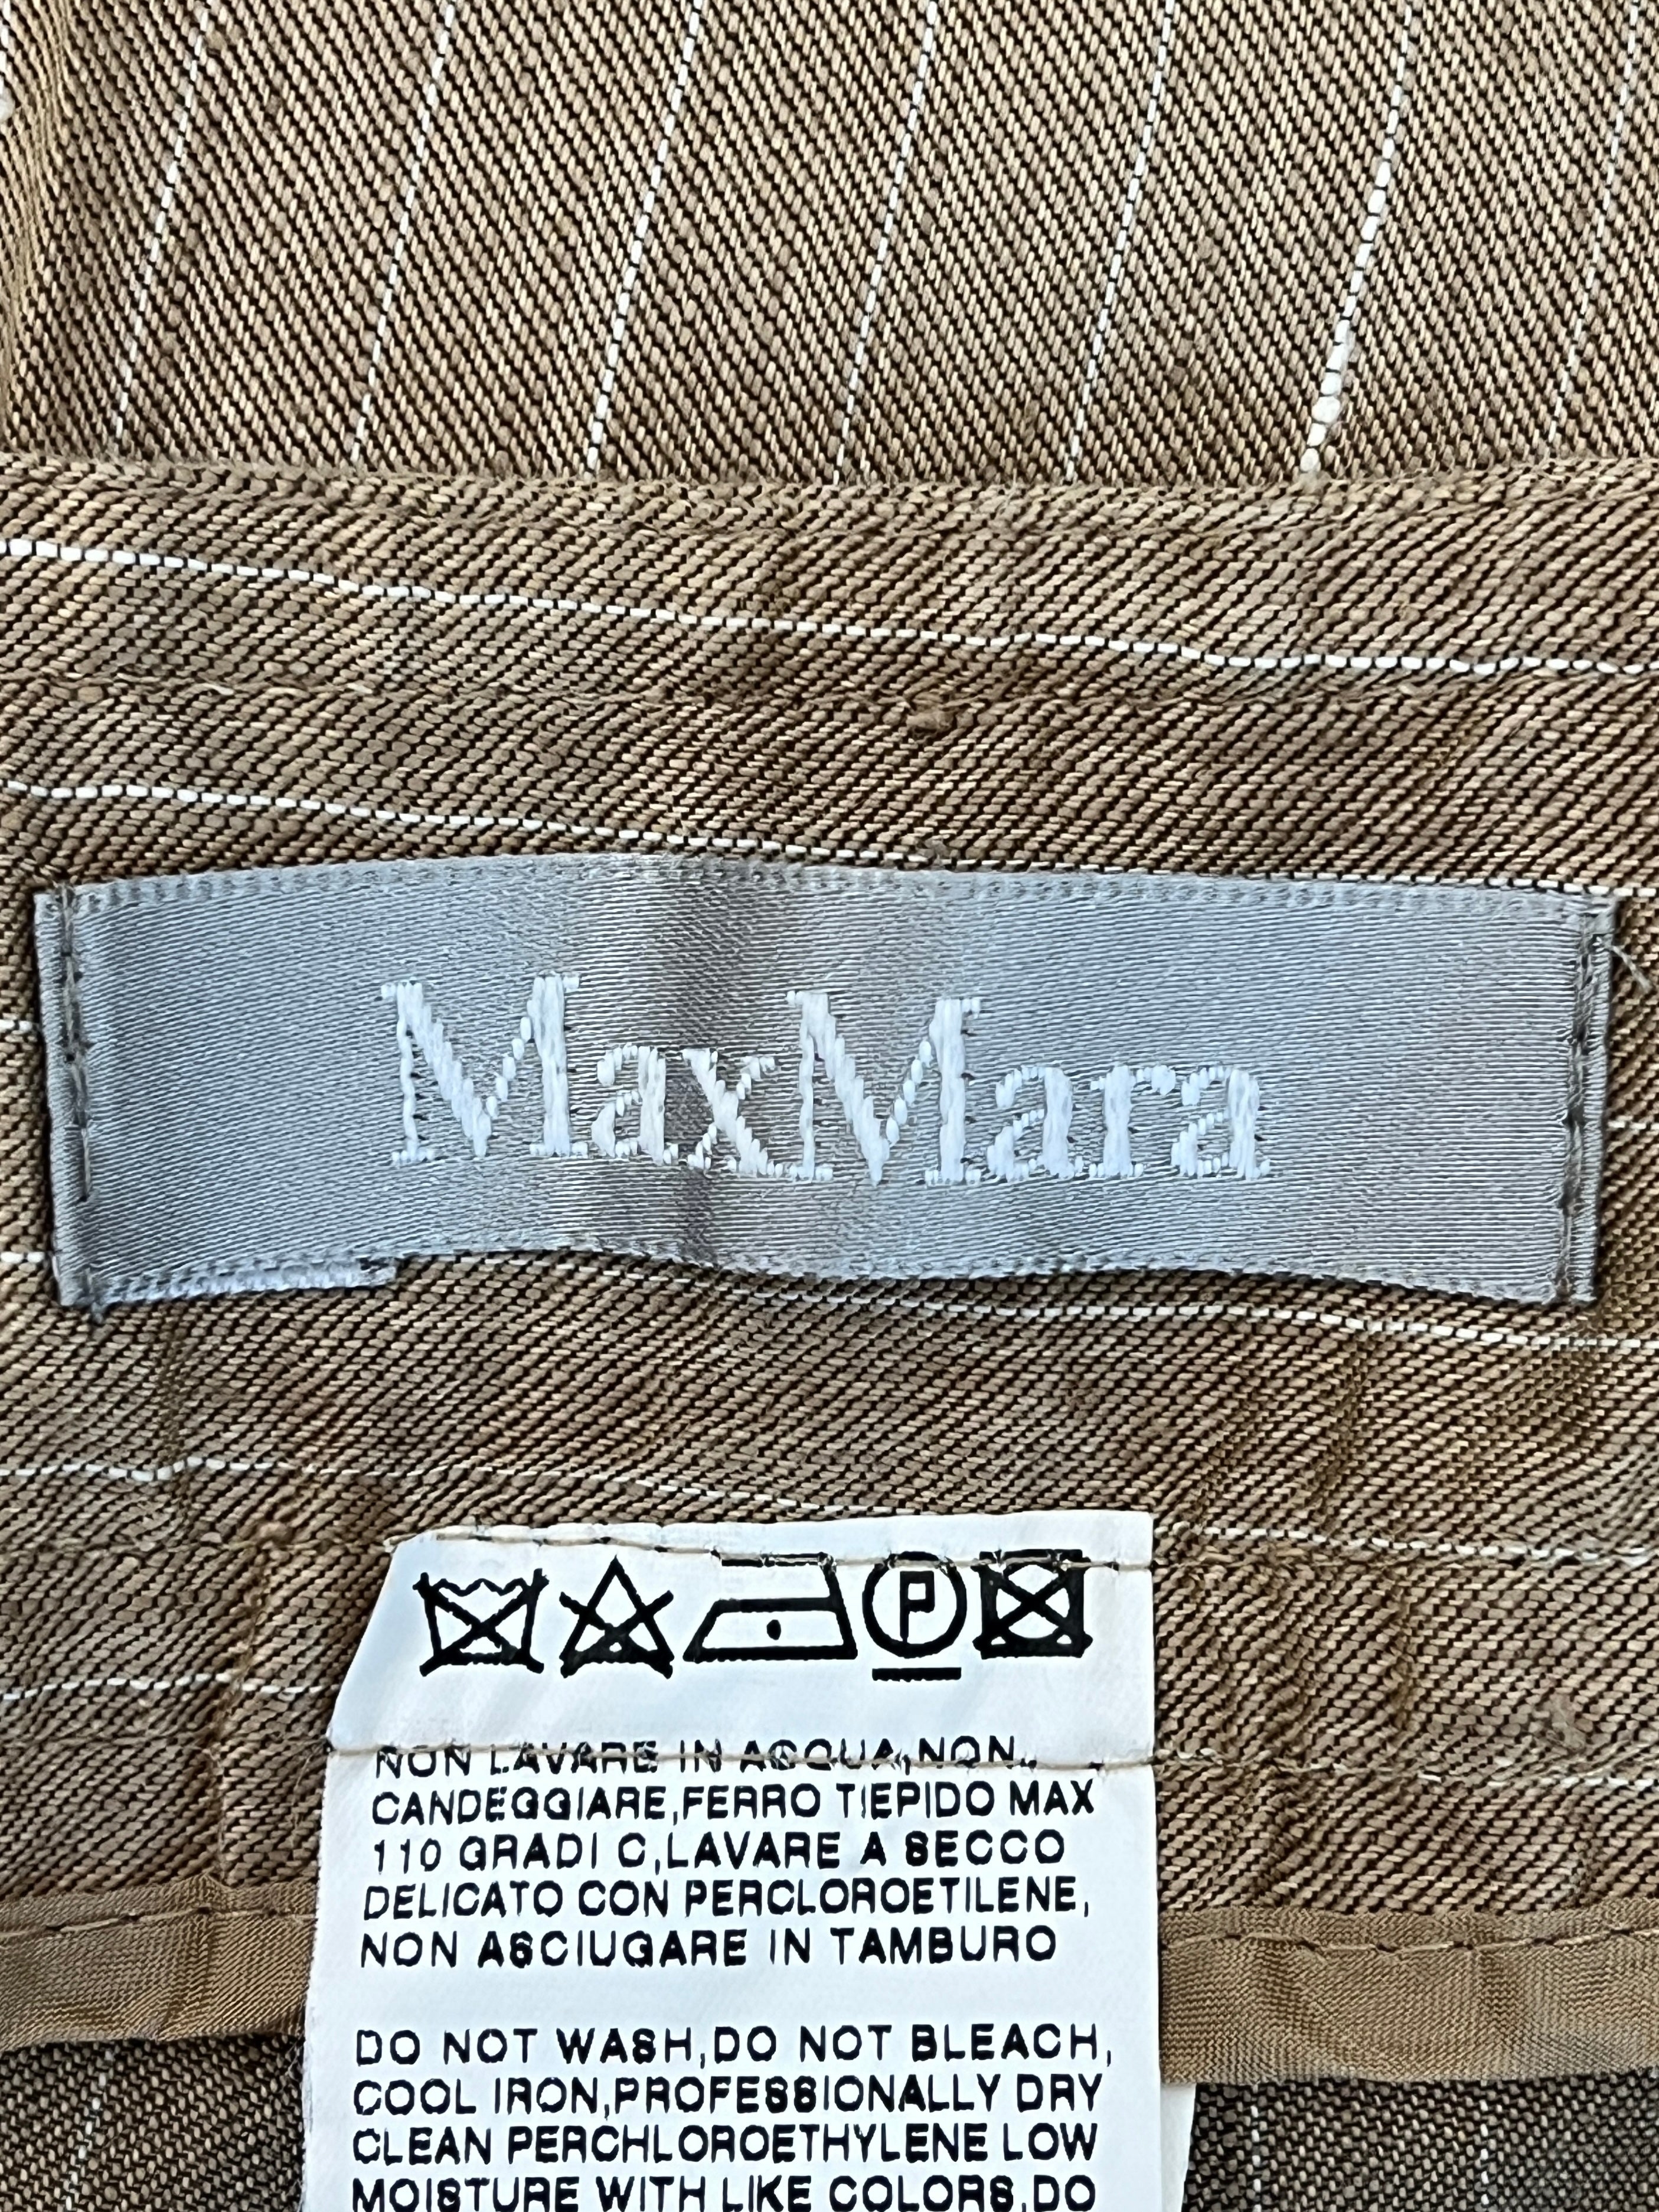 MaxMara
P
NON LAVARE IN ACQUA,NON
CANDEGGIARE,FERRO TIEPIDO MAX
110 GRADI C,LAVARE A SECCO
DELICATO CON PERCLOROETILENE,
NON ASCIUGARE IN TAMBURO
DO NOT WASH,DO NOT BLEACH,
COOL IRON,PROFESSIONALLY DRY
CLEAN PERCHLOROETHYLENE LOW
MOISTURE WITH LIKE COLORS,DO